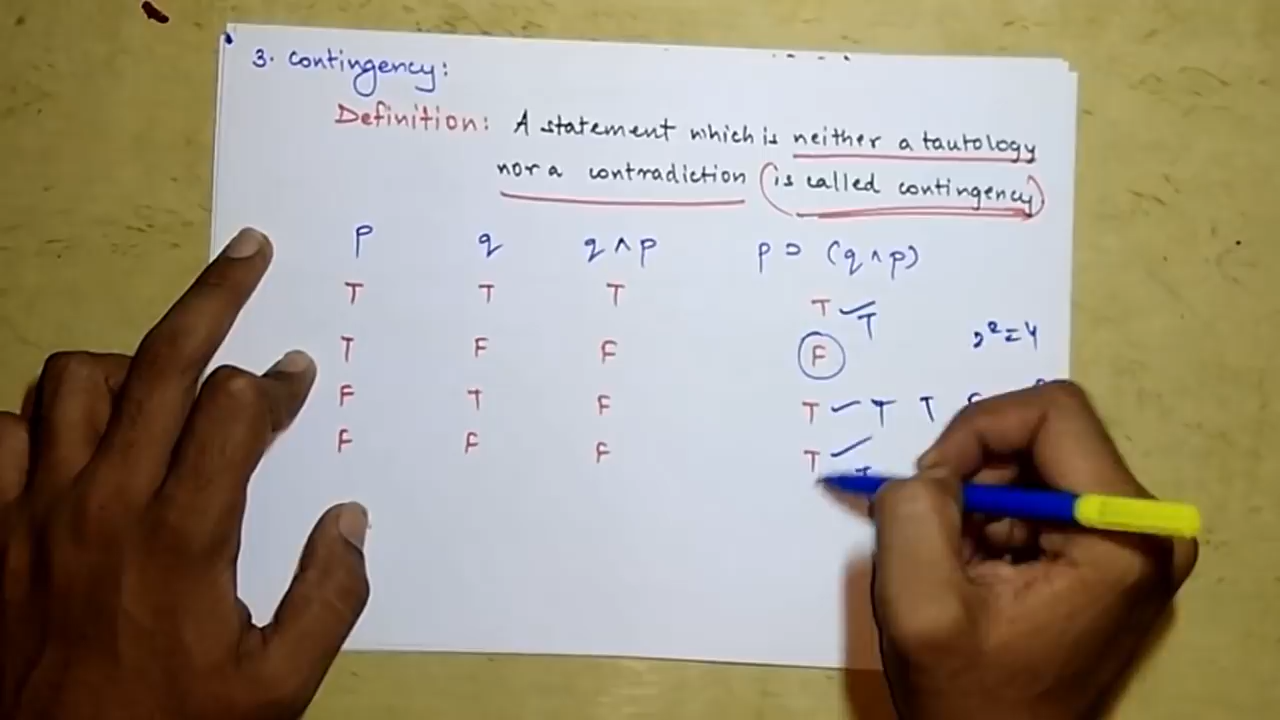 3. Contingency:
Definition: A statement which is neither a tautology
nor a contradiction (is called contingency)
p q q ∧ p p ⊃ (q ∧ p)
T T T T T
T F F F 2² = 4
F T F T T T
F F F T T